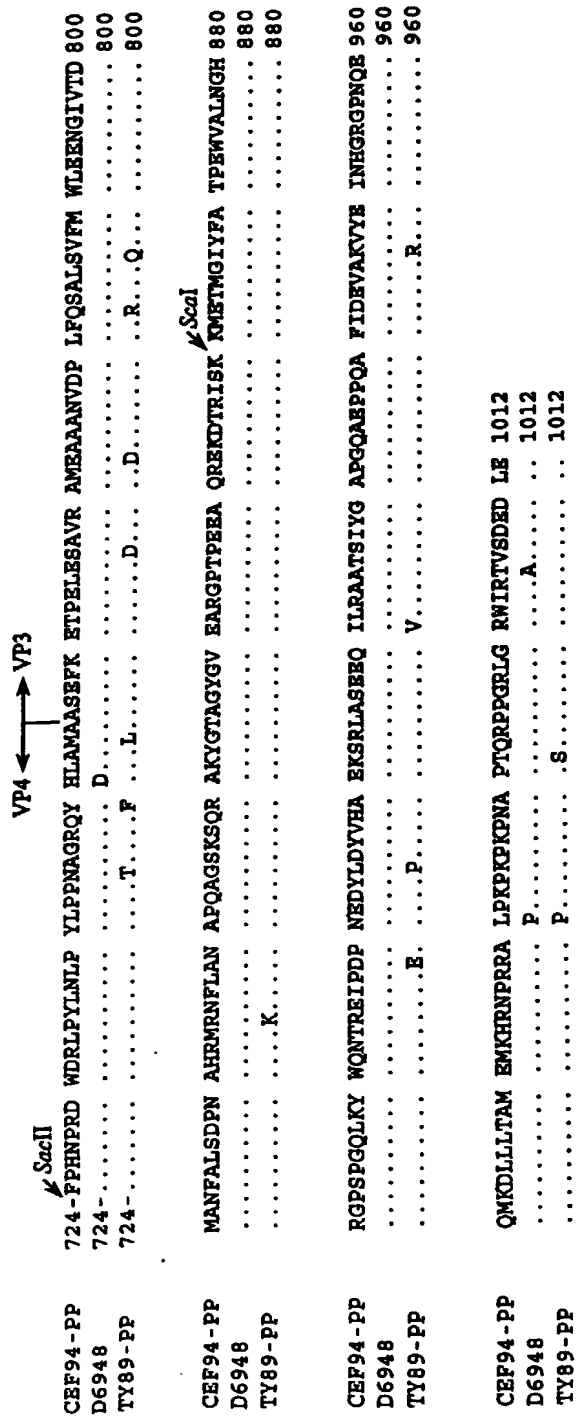 VP4 ← → VP3
SacII
CEF94-PP 724-FPHNPRD WDRLPYLNLP YLPPNAGRQY HLAMAASEFK ETPELESAVR AMEAAANVDP LFQSALSVFM WLEENGIVTD 800
D6948 724-....... .......... .......... D......... .......... .......... .......... .......... 800
TY89-PP 724-....... .......... ....T....F ...L...... ......D... ..D....... ..R...Q... .......... 800
ScaI
CEF94-PP MANFALSDPN AHRMRNFLAN APQAGSKSQR AKYGTAGYGV EARGPTPEEA QREKDTRISK KMETMGIYFA TPEWVALNGH 880
D6948 .......... .......... .......... .......... .......... .......... .......... .......... 880
TY89-PP .......... ....K..... .......... .......... .......... .......... .......... .......... 880
CEF94-PP RGPSPGQLKY WQNTREIPDP NEDYLDYVHA EKSRLASEEQ ILRAATSIYG APGQAEPPQA FIDEVAKVYE INHGRGPNQE 960
D6948 .......... .......... .......... .......... .......... .......... .......... .......... 960
TY89-PP .......... ........E. ....P..... .......... V......... .......... ......R... .......... 960
CEF94-PP QMKDLLLTAM EMKHRNPRRA LPKPKPKPNA PTQRPPGRLG RWIRTVSDED LE 1012
D6948 .......... .......... P......... .......... ....A..... .. 1012
TY89-PP .......... .......... P......... .S........ .......... .. 1012